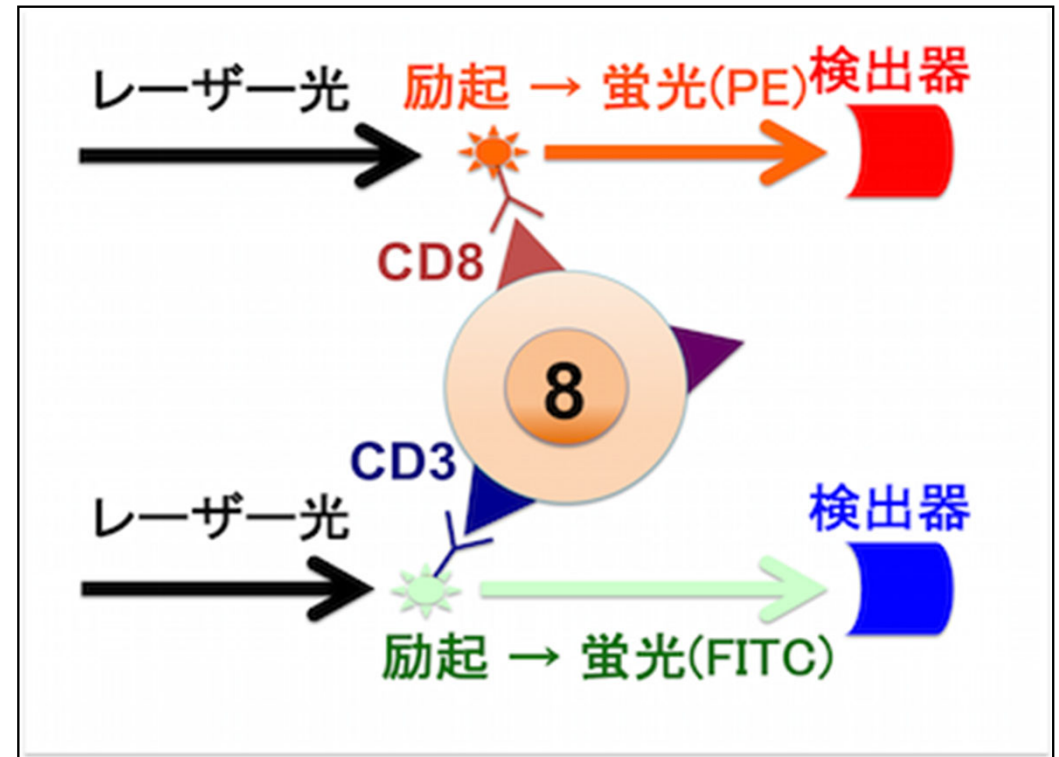 レーザー光
励起 → 蛍光(PE)
検出器
CD8
8
CD3
レーザー光
検出器
励起 → 蛍光(FITC)